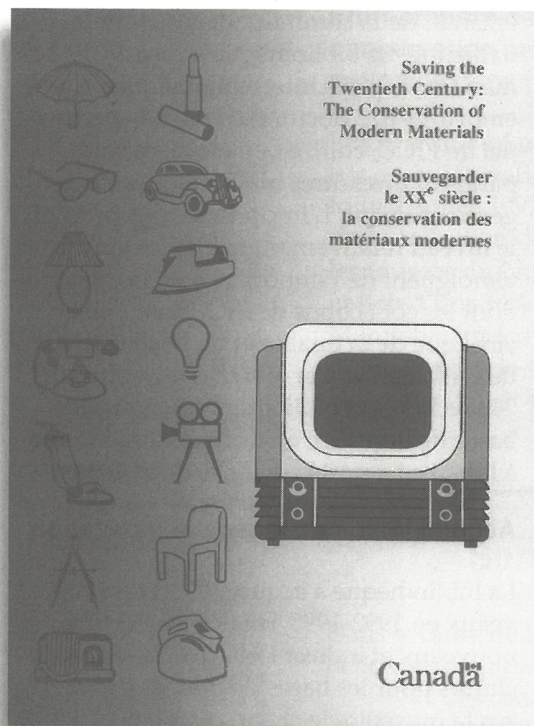 Saving the
Twentieth Century:
The Conservation of
Modern Materials
Sauvegarder
le XXe siècle :
la conservation des
matériaux modernes
Canada